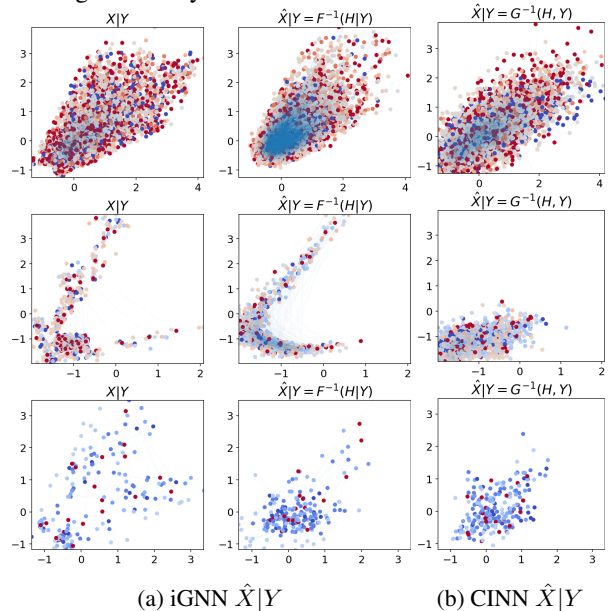 X|Y
X̂|Y = F⁻¹(H|Y)
X̂|Y = G⁻¹(H, Y)
3 3 3
2 2 2
1 1 1
0 0 0
−1 −1 −1
0 2 4 0 2 4 0 2 4
X|Y
X̂|Y = F⁻¹(H|Y)
X̂|Y = G⁻¹(H, Y)
3 3 3
2 2 2
1 1 1
0 0 0
−1 −1 −1
−1 0 1 2 −1 0 1 2 −1 0 1 2
X|Y
X̂|Y = F⁻¹(H|Y)
X̂|Y = G⁻¹(H, Y)
3 3 3
2 2 2
1 1 1
0 0 0
−1 −1 −1
0 1 2 3 0 1 2 3 0 1 2 3
(a) iGNN X̂|Y
(b) CINN X̂|Y